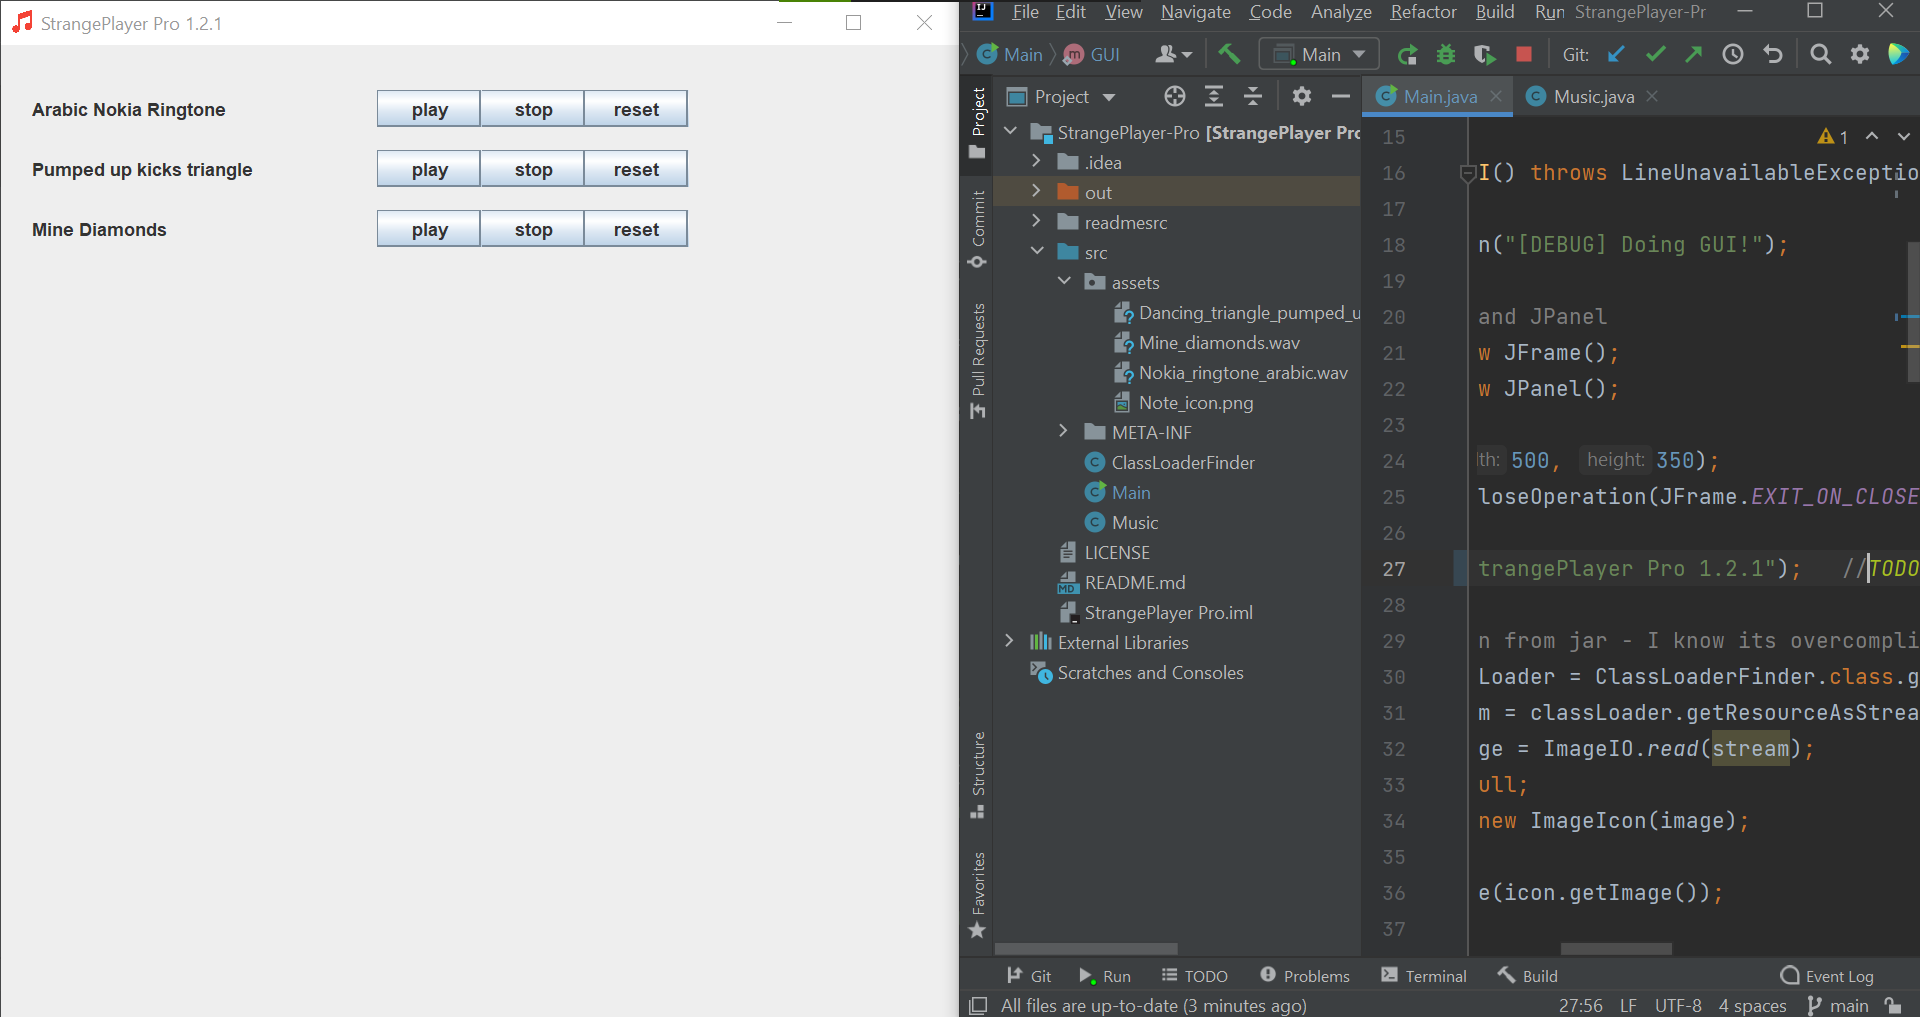 StrangePlayer Pro 1.2.1
Arabic Nokia Ringtone play stop reset
Pumped up kicks triangle play stop reset
Mine Diamonds play stop reset
File Edit View Navigate Code Analyze Refactor Build Run StrangePlayer-Pr
Main GUI Main Git:
Project Main.java Music.java
Project
Commit
Pull Requests
Structure
Favorites
StrangePlayer-Pro [StrangePlayer Pro
.idea
out
readmesrc
src
assets
Dancing_triangle_pumped_u
Mine_diamonds.wav
Nokia_ringtone_arabic.wav
Note_icon.png
META-INF
ClassLoaderFinder
Main
Music
LICENSE
README.md
StrangePlayer Pro.iml
External Libraries
Scratches and Consoles
1
15
16 I() throws LineUnavailableExceptio
17
18 n("[DEBUG] Doing GUI!");
19
20 and JPanel
21 w JFrame();
22 w JPanel();
23
24 th: 500, height: 350);
25 loseOperation(JFrame.EXIT_ON_CLOSE
26
27 trangePlayer Pro 1.2.1"); //TODO
28
29 n from jar - I know its overcompli
30 Loader = ClassLoaderFinder.class.g
31 m = classLoader.getResourceAsStrea
32 ge = ImageIO.read(stream);
33 ull;
34 new ImageIcon(image);
35
36 e(icon.getImage());
37
Git Run TODO Problems Terminal Build Event Log
All files are up-to-date (3 minutes ago) 27:56 LF UTF-8 4 spaces main